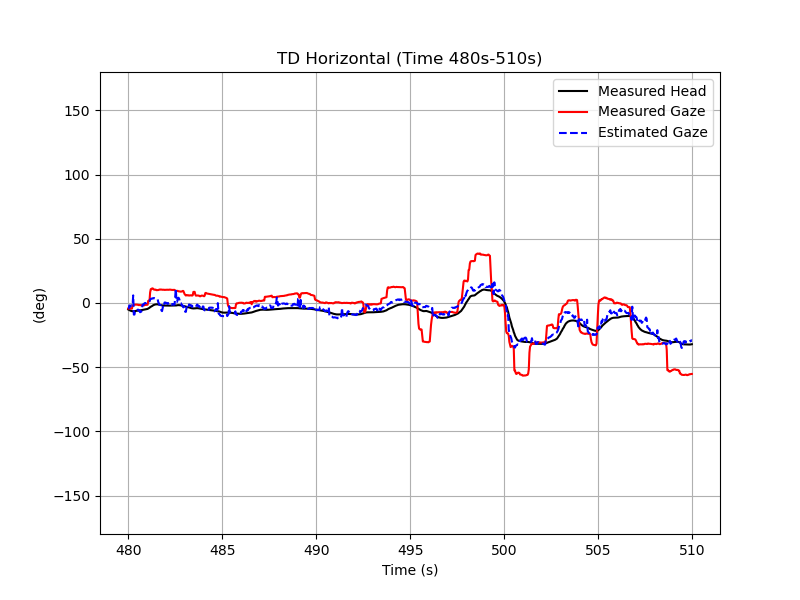 TD Horizontal (Time 480s-510s)
Measured Head
Measured Gaze
Estimated Gaze
150
100
50
0
−50
−100
−150
(deg)
480 485 490 495 500 505 510
Time (s)